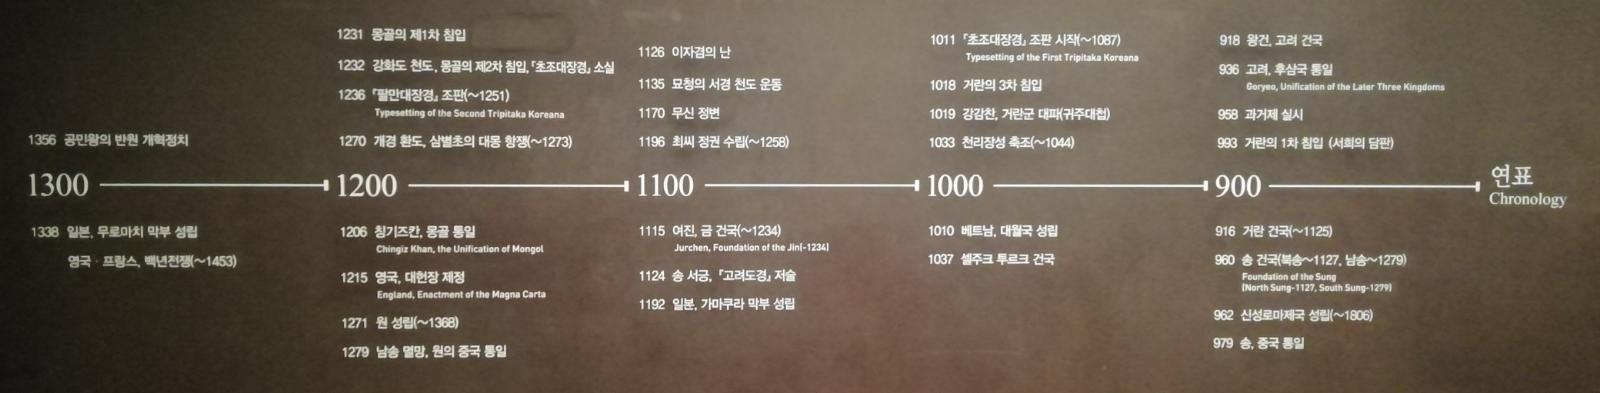 1356 공민왕의 반원 개혁정치
1300
1338 일본, 무로마치 막부 성립
영국 · 프랑스, 백년전쟁(~1453)
1231 몽골의 제1차 침입
1232 강화도 천도, 몽골의 제2차 침입, 『초조대장경』 소실
1236 『팔만대장경』 조판(~1251)
Typesetting of the Second Tripitaka Koreana
1270 개경 환도, 삼별초의 대몽 항쟁(~1273)
1200
1206 칭기즈칸, 몽골 통일
Chingiz Khan, the Unification of Mongol
1215 영국, 대헌장 제정
England, Enactment of the Magna Carta
1271 원 성립(~1368)
1279 남송 멸망, 원의 중국 통일
1126 이자겸의 난
1135 묘청의 서경 천도 운동
1170 무신 정변
1196 최씨 정권 수립(~1258)
1100
1115 여진, 금 건국(~1234)
Jurchen, Foundation of the Jin(-1234)
1124 송 서긍, 『고려도경』 저술
1192 일본, 가마쿠라 막부 성립
1011 『초조대장경』 조판 시작(~1087)
Typesetting of the First Tripitaka Koreana
1018 거란의 3차 침입
1019 강감찬, 거란군 대파(귀주대첩)
1033 천리장성 축조(~1044)
1000
1010 베트남, 대월국 성립
1037 셀주크 투르크 건국
918 왕건, 고려 건국
936 고려, 후삼국 통일
Goryeo, Unification of the Later Three Kingdoms
958 과거제 실시
993 거란의 1차 침입 (서희의 담판)
900
916 거란 건국(~1125)
960 송 건국(북송~1127, 남송~1279)
Foundation of the Sung
(North Sung-1127, South Sung-1279)
962 신성로마제국 성립(~1806)
979 송, 중국 통일
연표
Chronology